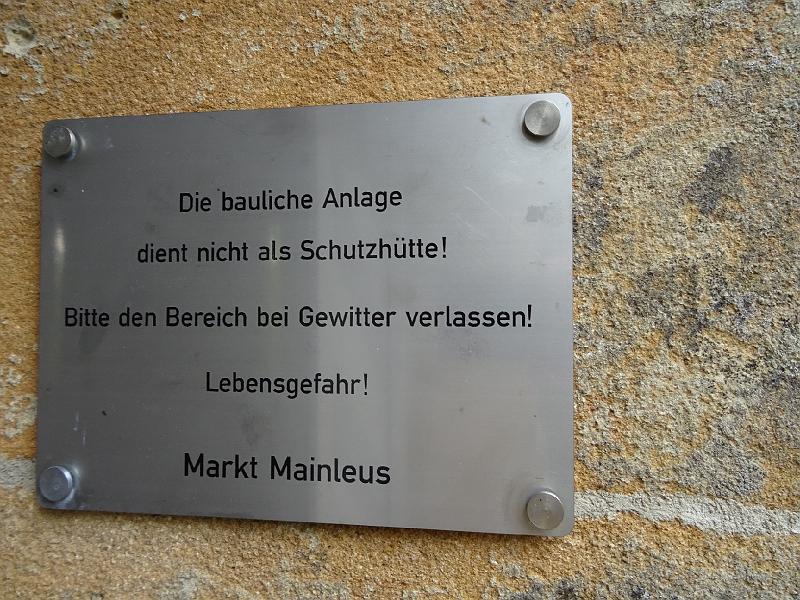 Die bauliche Anlage
dient nicht als Schutzhütte!
Bitte den Bereich bei Gewitter verlassen!
Lebensgefahr!
Markt Mainleus